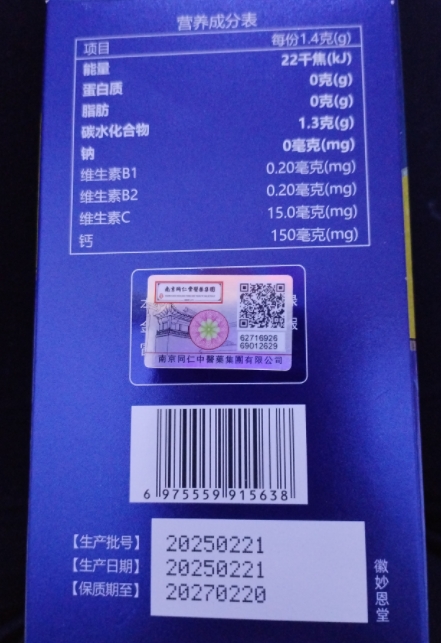 营养成分表
项目 每份1.4克(g)
能量 22千焦(kJ)
蛋白质 0克(g)
脂肪 0克(g)
碳水化合物 1.3克(g)
钠 0毫克(mg)
维生素B1 0.20毫克(mg)
维生素B2 0.20毫克(mg)
维生素C 15.0毫克(mg)
钙 150毫克(mg)
62716926
69012629
南京同仁中醫藥集團有限公司
6 975559 915638
【生产批号】 20250221
【生产日期】 20250221
【保质期至】 20270220
徽妙恩堂